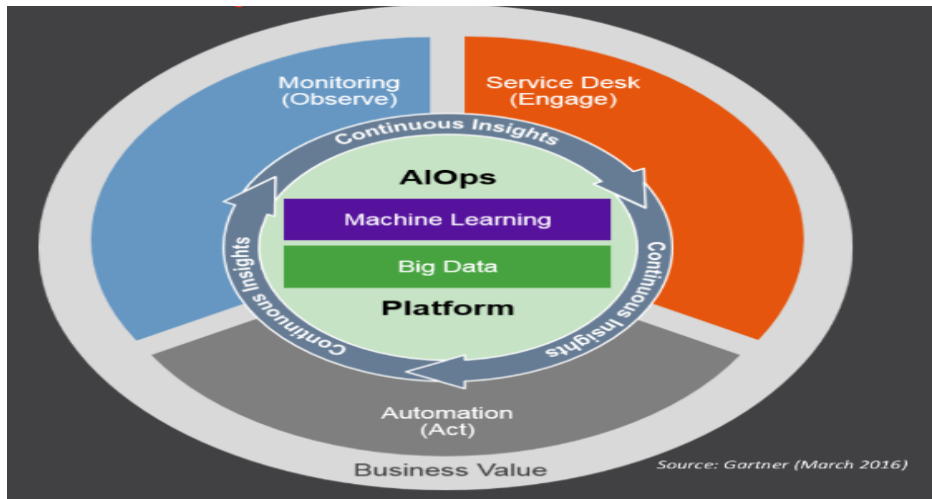 Monitoring
(Observe)
Service Desk
(Engage)
Continuous Insights
AIOps
Machine Learning
Big Data
Platform
Continuous Insights
Continuous Insights
Automation
(Act)
Business Value
Source: Gartner (March 2016)